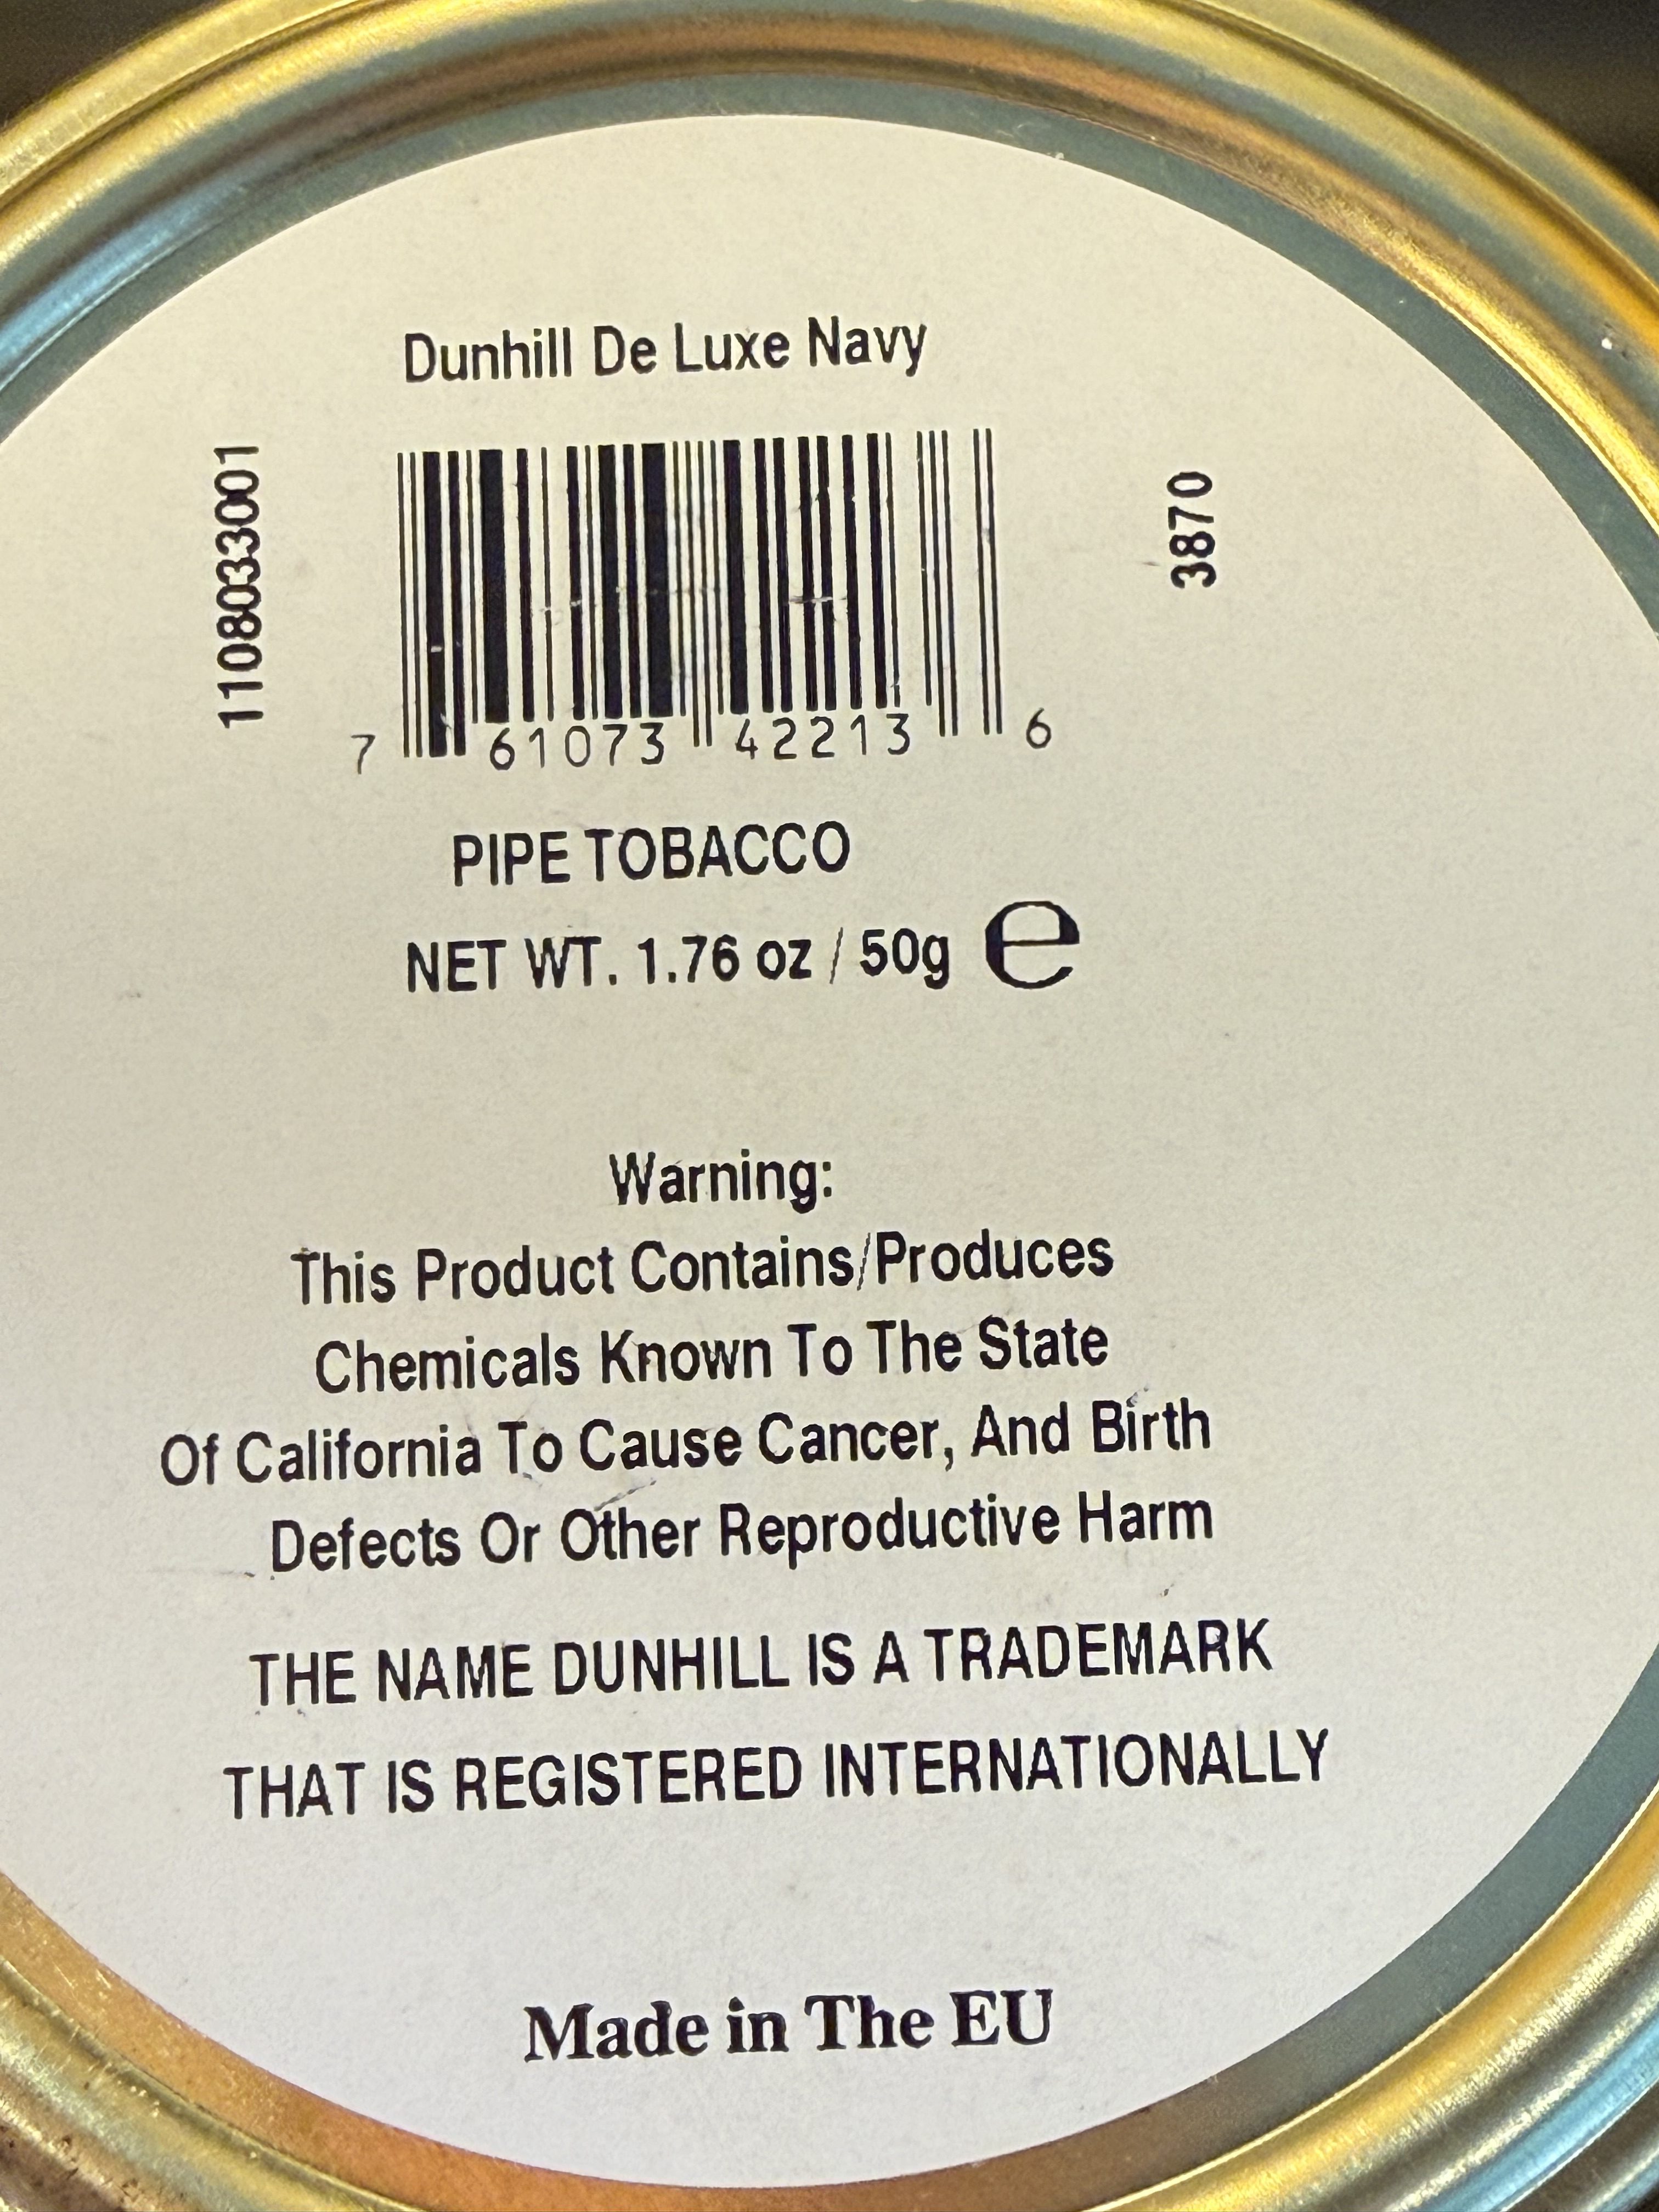 Dunhill De Luxe Navy
1108033001
3870
7 61073 42213 6
PIPE TOBACCO
NET WT. 1.76 oz / 50g ℮
Warning:
This Product Contains/Produces
Chemicals Known To The State
Of California To Cause Cancer, And Birth
Defects Or Other Reproductive Harm
THE NAME DUNHILL IS A TRADEMARK
THAT IS REGISTERED INTERNATIONALLY
Made in The EU